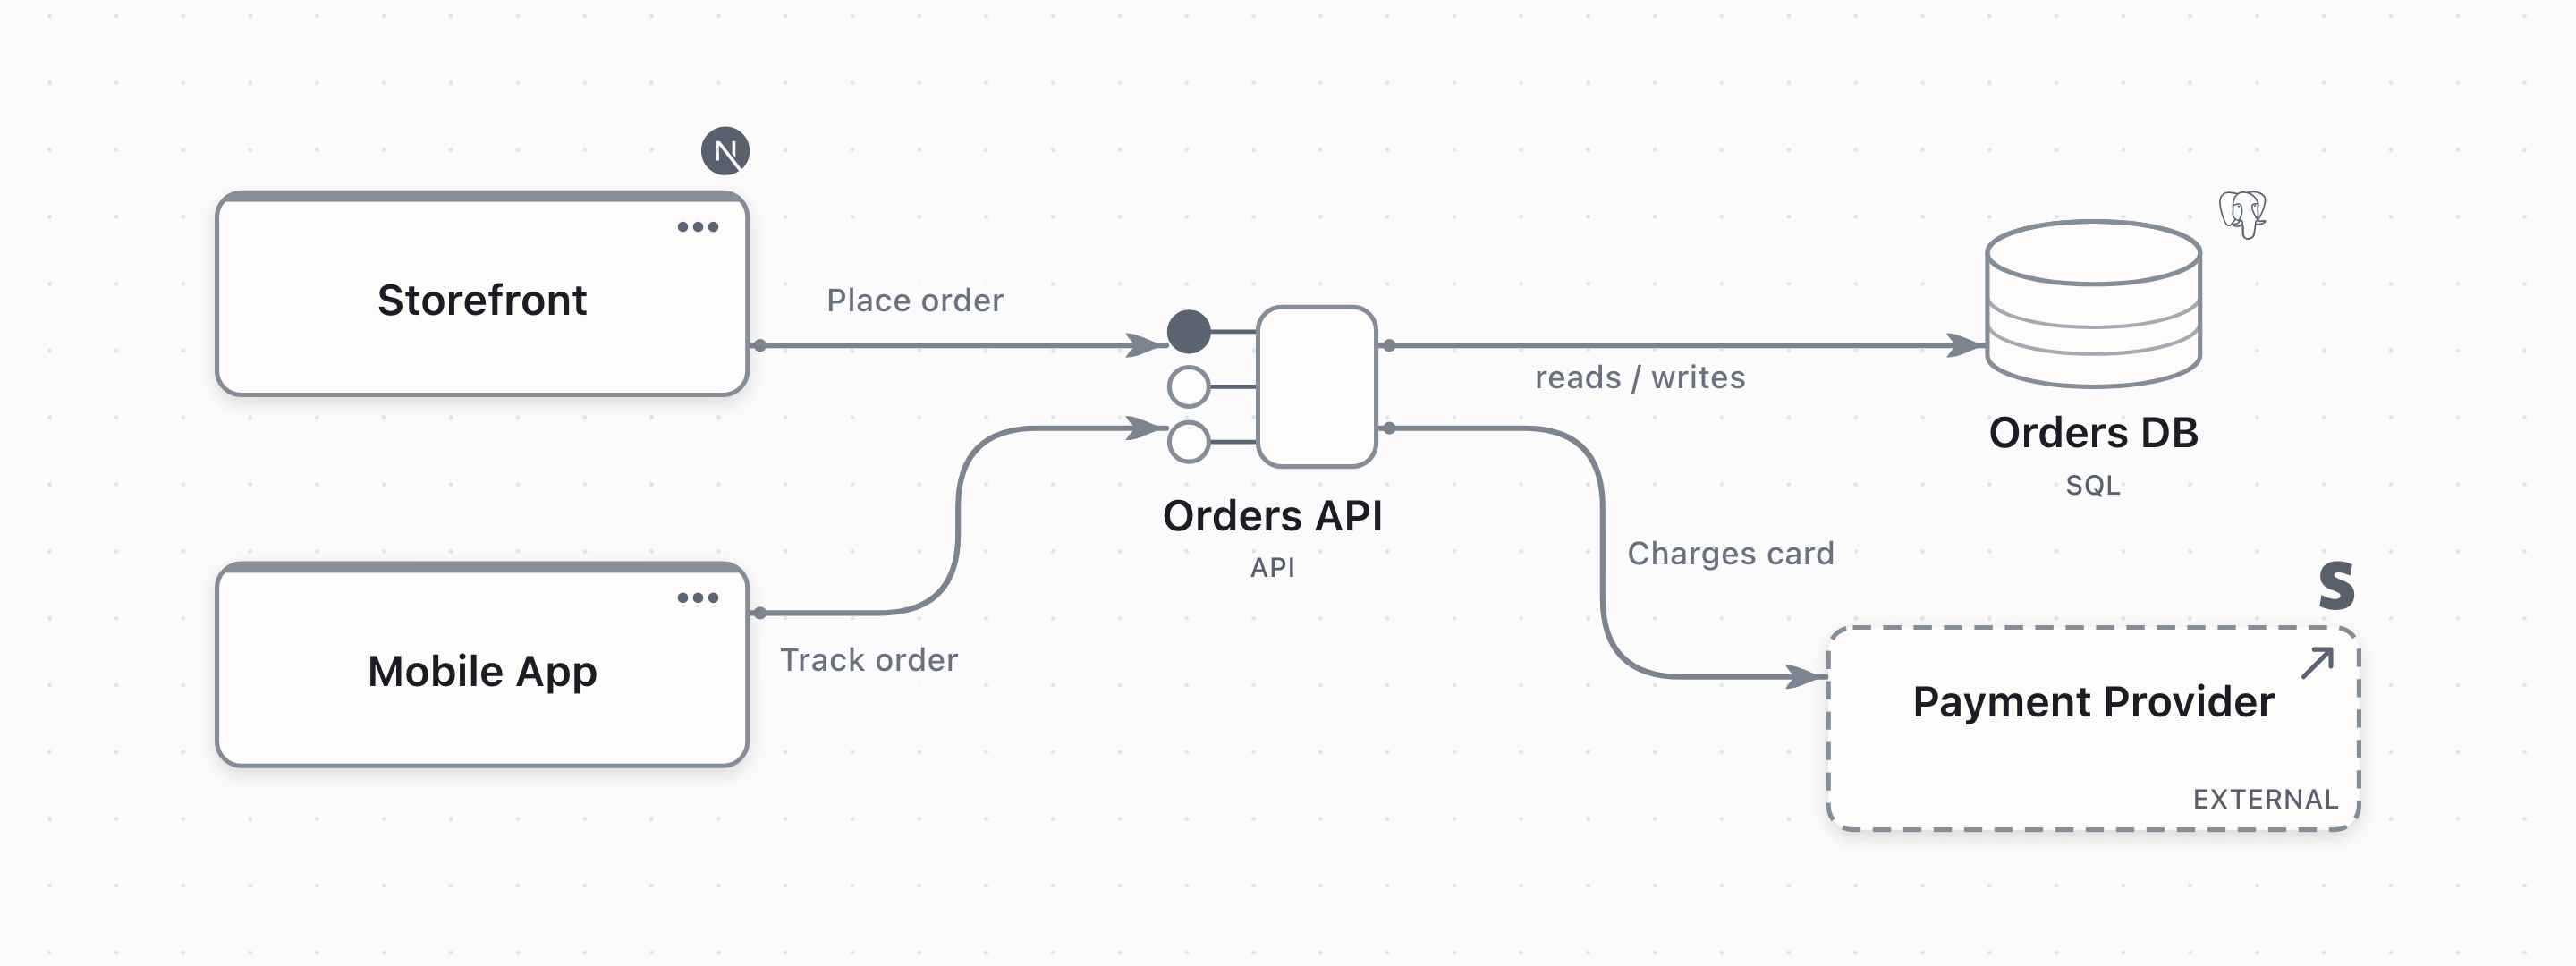 Storefront
Place order
reads / writes
Orders DB
SQL
Orders API
API
Charges card
Mobile App
Track order
Payment Provider
EXTERNAL